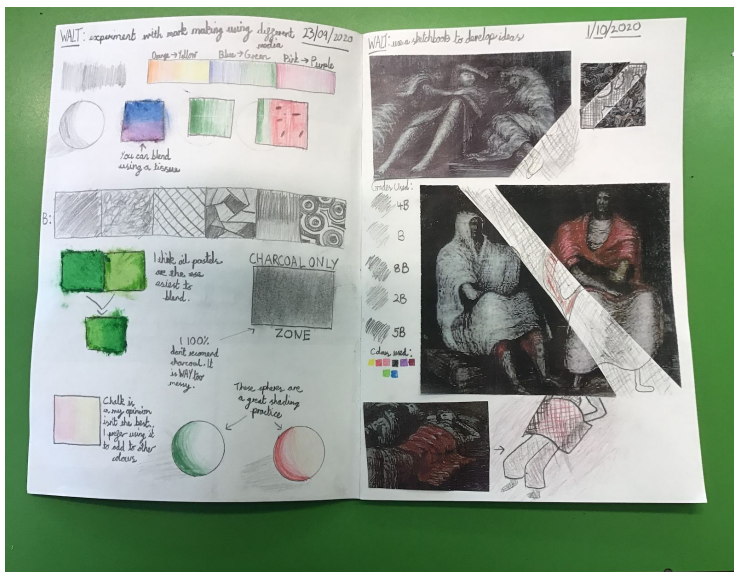 WALT: experiment with mark making using different media
23/09/2020
Orange→Yellow Blue→Green Pink→Purple
You can blend
using a tissue
B:
I think oil pastels
are the
easiest to
blend.
CHARCOAL ONLY
ZONE
I 100%
don't recomend
charcoal. It
is WAY too
messy.
These spheres are
a great shading
practice
Chalk is
in my opinion
isn't the best.
I prefer using it
to add to other
colours
WALT: use sketchbooks to develop ideas
1/10/2020
Grades Used:
4B
B
8B
2B
5B
Colours used: